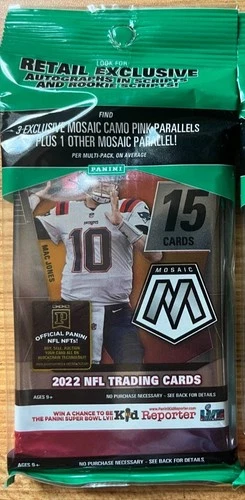 LOOK FOR
RETAIL EXCLUSIVE
AUTOGRAPHS IN SCRIPTS
AND ROOKIE SCRIPTS!
FIND
3 EXCLUSIVE MOSAIC CAMO PINK PARALLELS
PLUS 1 OTHER MOSAIC PARALLEL!
PER MULTI-PACK, ON AVERAGE
PANINI
15
CARDS
PATRIOTS
10
MAC JONES
MOSAIC
M
P
OFFICIAL PANINI
NFL NFTs!
2022 NFL TRADING CARDS
AGES 9+
NO PURCHASE NECESSARY - SEE BACK FOR DETAILS
WIN A CHANCE TO BE
THE PANINI SUPER BOWL LVII
Kid Reporter
AGES 9+
NO PURCHASE NECESSARY - SEE BACK FOR DETAILS